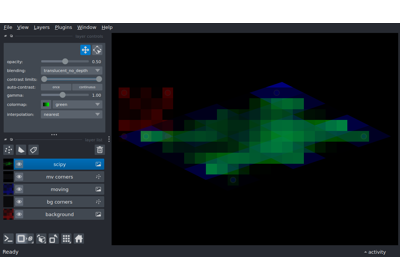 File View Layers Plugins Window Help
opacity: 0.50
blending: translucent_no_depth
contrast limits:
auto-contrast: once continuous
gamma: 1.00
colormap: green
interpolation: nearest
scipy
mv corners
moving
bg corners
background
Ready activity